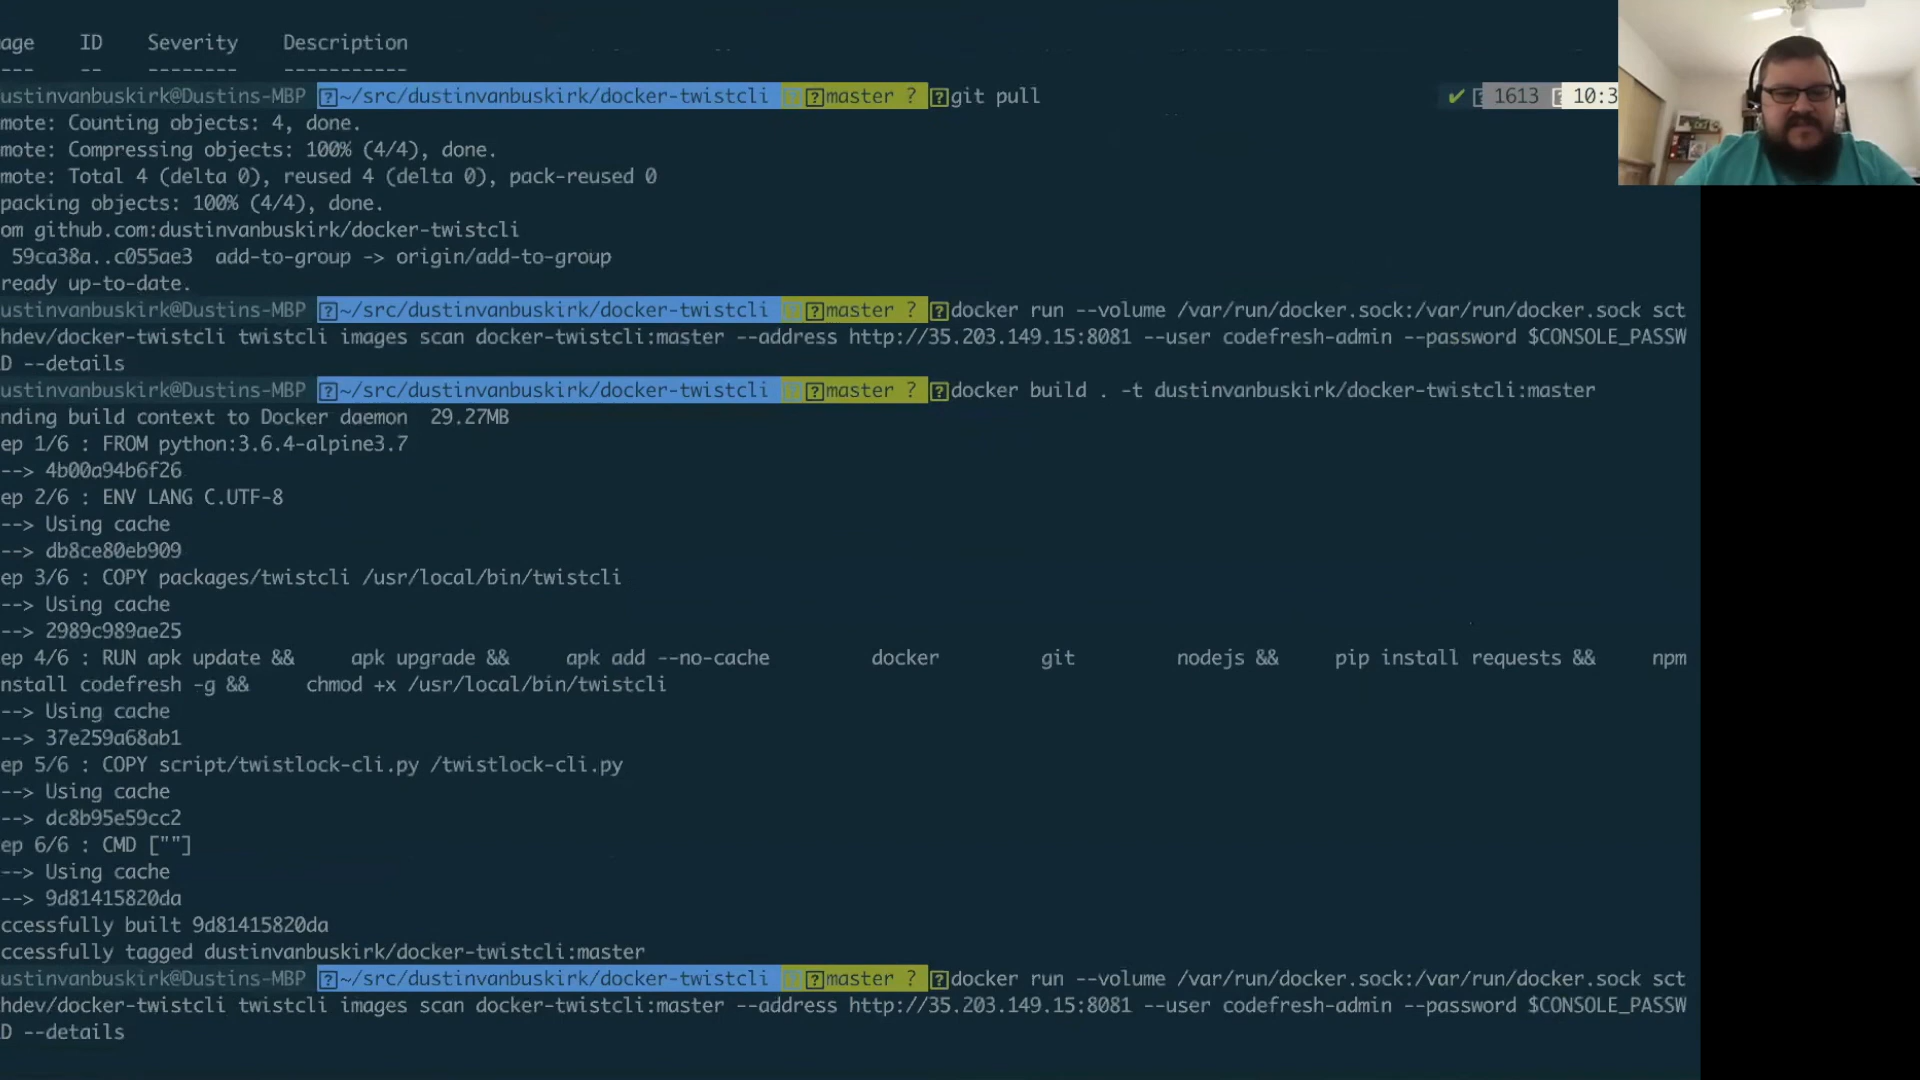 age ID Severity Description
--- -- -------- -----------
ustinvanbuskirk@Dustins-MBP ~/src/dustinvanbuskirk/docker-twistcli master ? git pull ✔ 1613 10:3
mote: Counting objects: 4, done.
mote: Compressing objects: 100% (4/4), done.
mote: Total 4 (delta 0), reused 4 (delta 0), pack-reused 0
packing objects: 100% (4/4), done.
om github.com:dustinvanbuskirk/docker-twistcli
59ca38a..c055ae3 add-to-group -> origin/add-to-group
ready up-to-date.
ustinvanbuskirk@Dustins-MBP ~/src/dustinvanbuskirk/docker-twistcli master ? docker run --volume /var/run/docker.sock:/var/run/docker.sock sct
hdev/docker-twistcli twistcli images scan docker-twistcli:master --address http://35.203.149.15:8081 --user codefresh-admin --password $CONSOLE_PASSW
D --details
ustinvanbuskirk@Dustins-MBP ~/src/dustinvanbuskirk/docker-twistcli master ? docker build . -t dustinvanbuskirk/docker-twistcli:master
nding build context to Docker daemon 29.27MB
ep 1/6 : FROM python:3.6.4-alpine3.7
--> 4b00a94b6f26
ep 2/6 : ENV LANG C.UTF-8
--> Using cache
--> db8ce80eb909
ep 3/6 : COPY packages/twistcli /usr/local/bin/twistcli
--> Using cache
--> 2989c989ae25
ep 4/6 : RUN apk update && apk upgrade && apk add --no-cache docker git nodejs && pip install requests && npm
nstall codefresh -g && chmod +x /usr/local/bin/twistcli
--> Using cache
--> 37e259a68ab1
ep 5/6 : COPY script/twistlock-cli.py /twistlock-cli.py
--> Using cache
--> dc8b95e59cc2
ep 6/6 : CMD [""]
--> Using cache
--> 9d81415820da
ccessfully built 9d81415820da
ccessfully tagged dustinvanbuskirk/docker-twistcli:master
ustinvanbuskirk@Dustins-MBP ~/src/dustinvanbuskirk/docker-twistcli master ? docker run --volume /var/run/docker.sock:/var/run/docker.sock sct
hdev/docker-twistcli twistcli images scan docker-twistcli:master --address http://35.203.149.15:8081 --user codefresh-admin --password $CONSOLE_PASSW
D --details